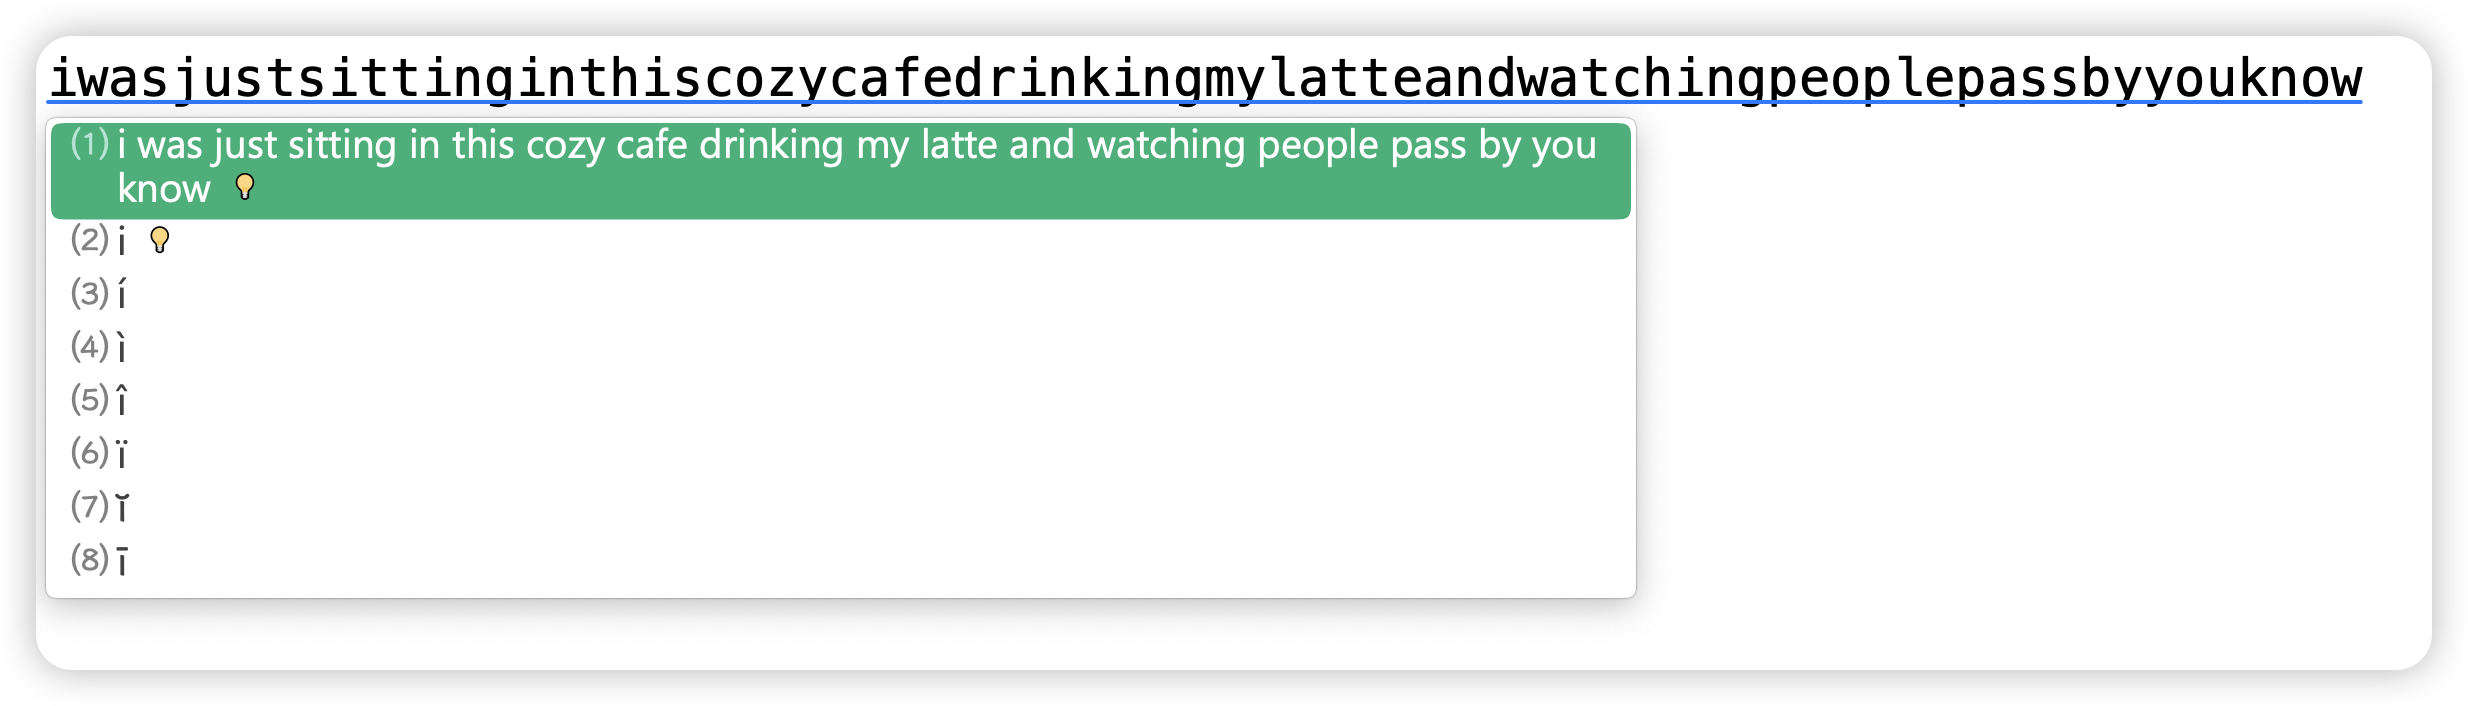 iwasjustsittinginthiscozycafedrinkingmylatteandwatchingpeoplepassbyyouknow
(1) i was just sitting in this cozy cafe drinking my latte and watching people pass by you
know 💡
(2) i 💡
(3) í
(4) ì
(5) î
(6) ï
(7) ĭ
(8) ī